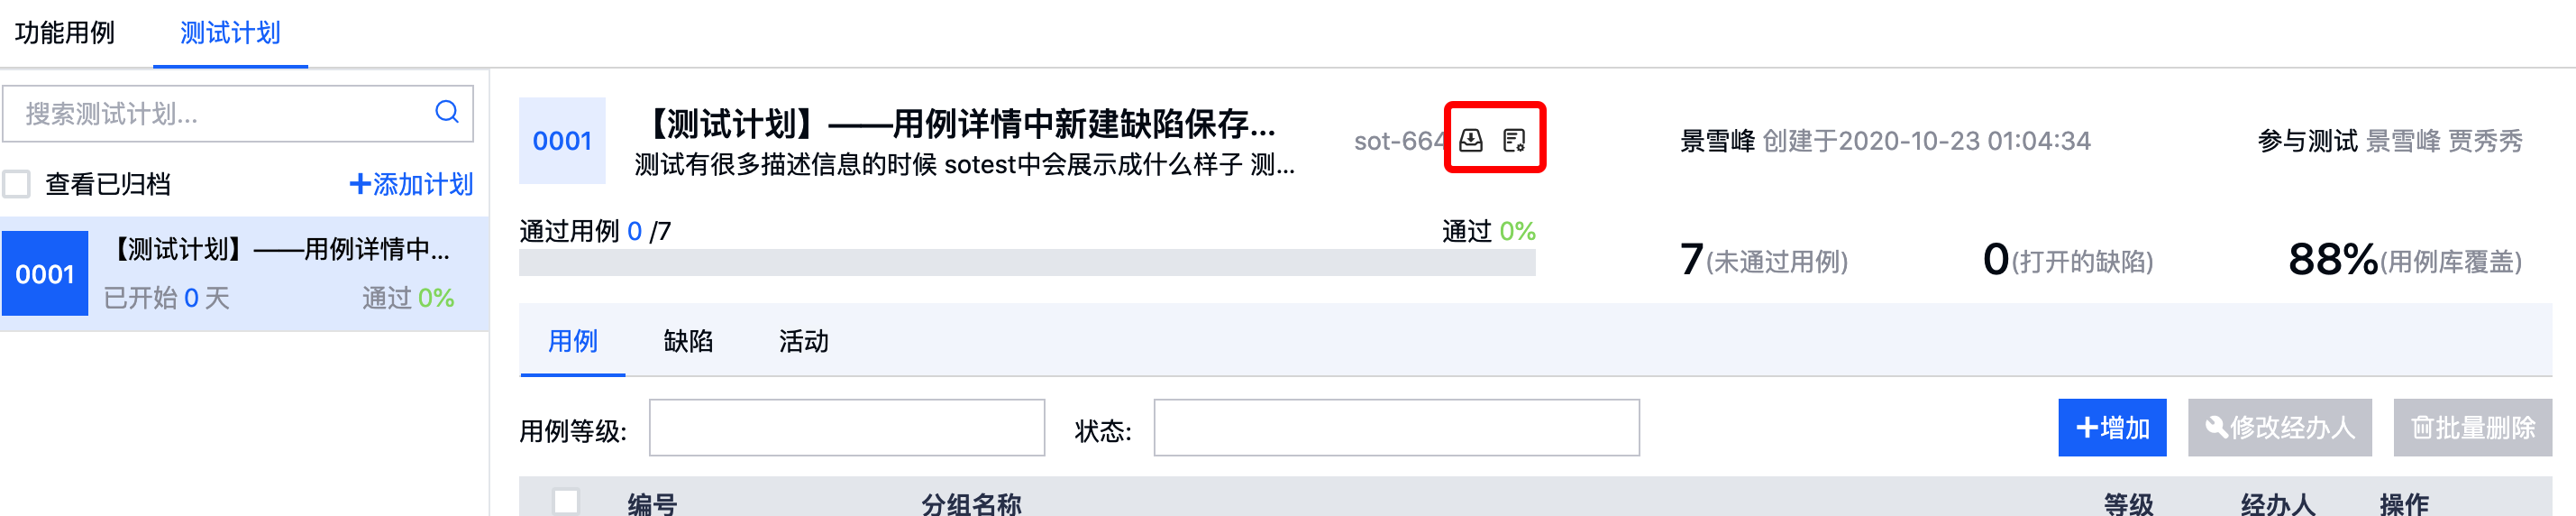 功能用例
测试计划
搜索测试计划...
查看已归档
+添加计划
0001
【测试计划】——用例详情中...
已开始 0 天
通过 0%
0001
【测试计划】——用例详情中新建缺陷保存...
测试有很多描述信息的时候 sotest中会展示成什么样子 测...
sot-664
景雪峰 创建于2020-10-23 01:04:34
参与测试 景雪峰 贾秀秀
通过用例 0 /7
通过 0%
7(未通过用例)
0(打开的缺陷)
88%(用例库覆盖)
用例
缺陷
活动
用例等级:
状态:
+增加
修改经办人
批量删除
编号
分组名称
等级
经办人
操作